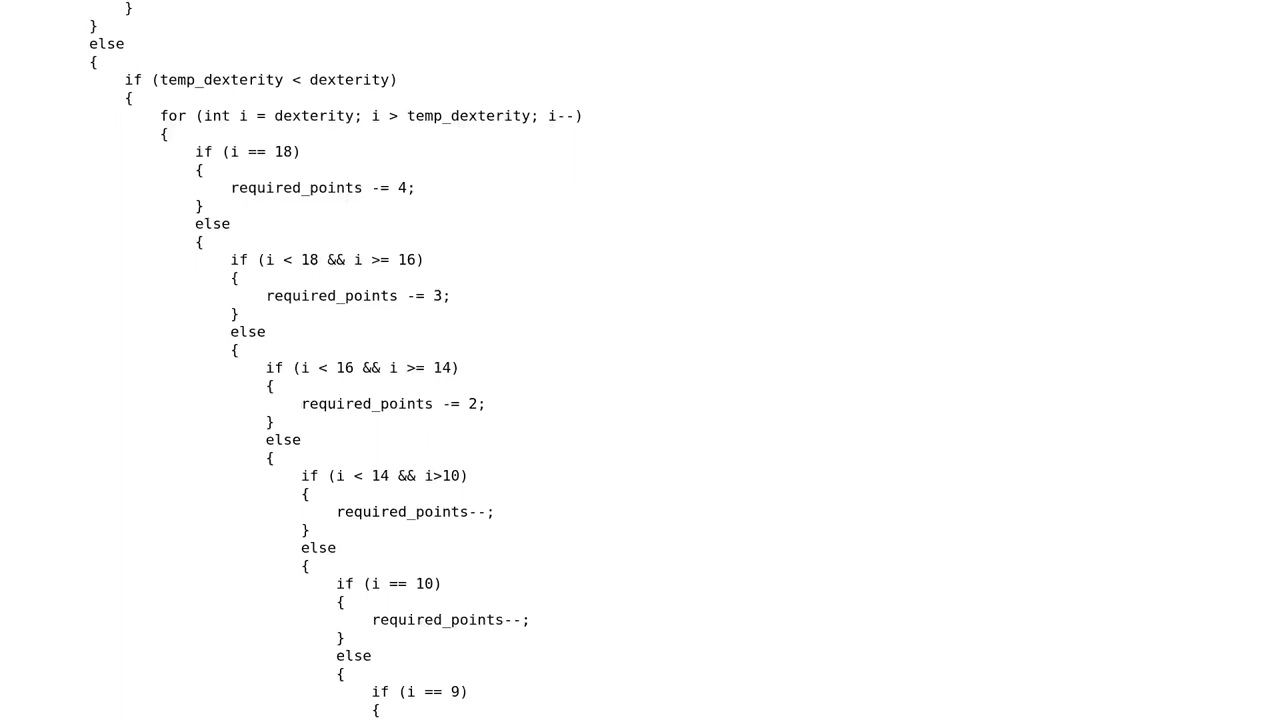 }
}
else
{
if (temp_dexterity < dexterity)
{
for (int i = dexterity; i > temp_dexterity; i--)
{
if (i == 18)
{
required_points -= 4;
}
else
{
if (i < 18 && i >= 16)
{
required_points -= 3;
}
else
{
if (i < 16 && i >= 14)
{
required_points -= 2;
}
else
{
if (i < 14 && i>10)
{
required_points--;
}
else
{
if (i == 10)
{
required_points--;
}
else
{
if (i == 9)
{